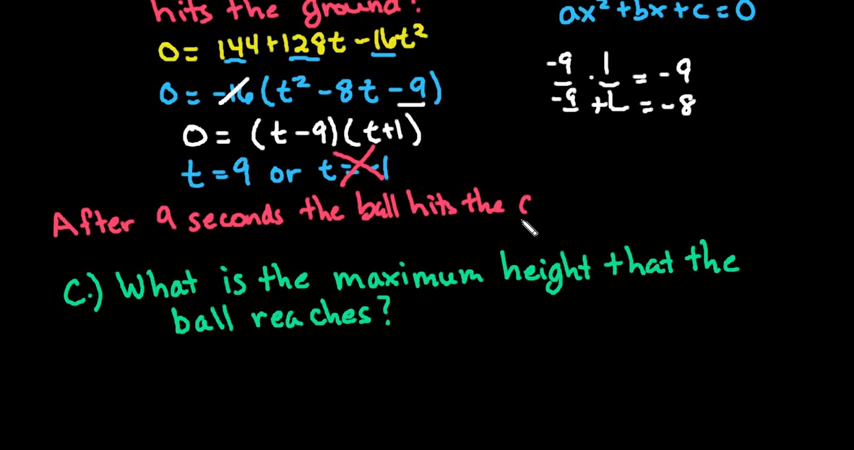 hits the ground?
ax² + bx + c = 0
0 = 144 + 128t - 16t²
0 = -16 (t² - 8t - 9)
0 = (t - 9)(t + 1)
t = 9 or t = -1
-9 · 1 = -9
-9 + 1 = -8
After 9 seconds the ball hits the
C.) What is the maximum height that the
ball reaches?